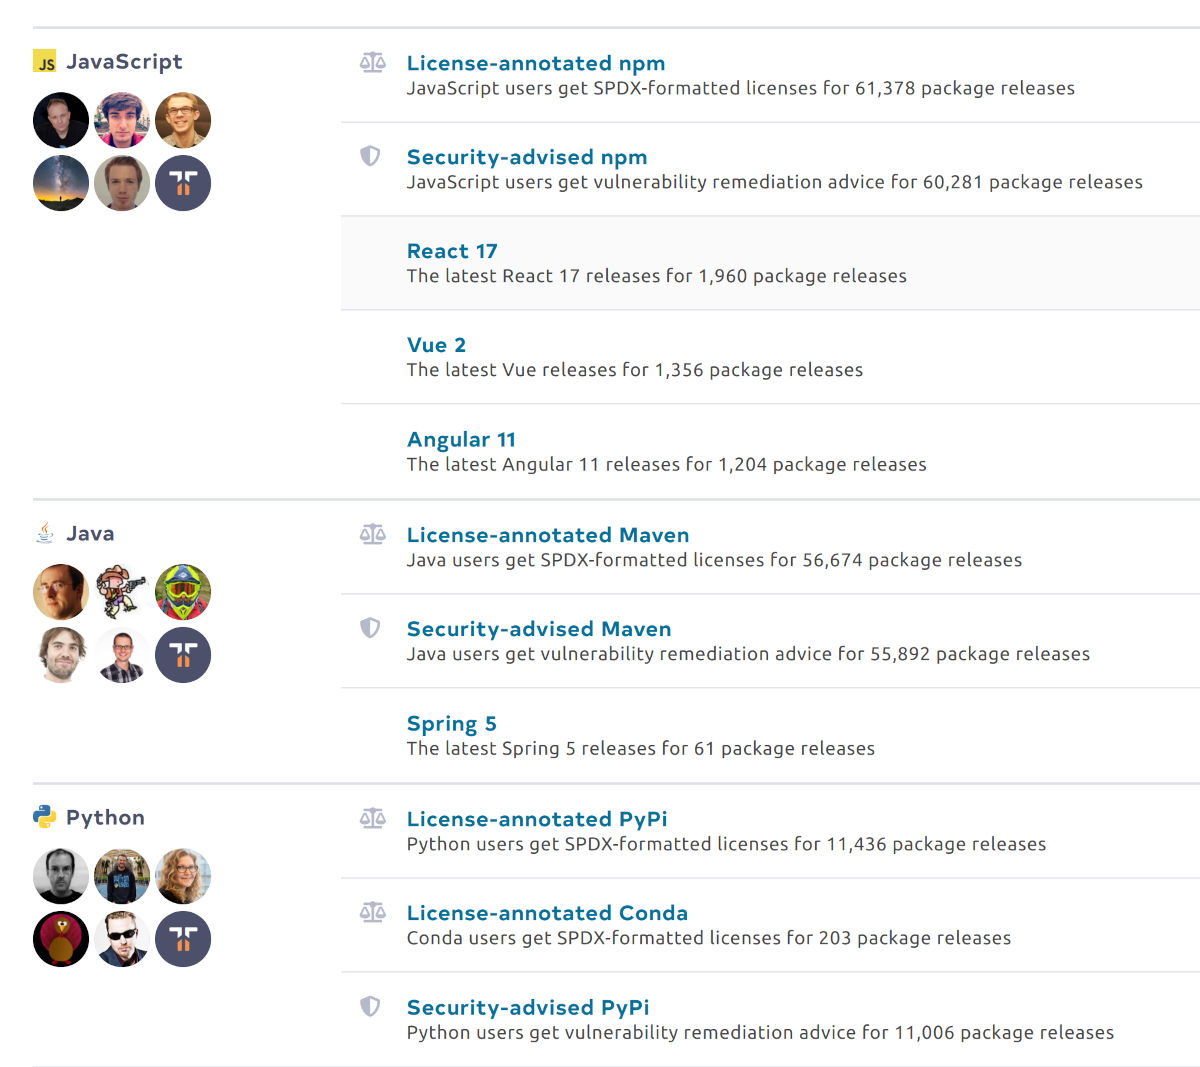 JS JavaScript
License-annotated npm
JavaScript users get SPDX-formatted licenses for 61,378 package releases
Security-advised npm
JavaScript users get vulnerability remediation advice for 60,281 package releases
React 17
The latest React 17 releases for 1,960 package releases
Vue 2
The latest Vue releases for 1,356 package releases
Angular 11
The latest Angular 11 releases for 1,204 package releases
Java
License-annotated Maven
Java users get SPDX-formatted licenses for 56,674 package releases
Security-advised Maven
Java users get vulnerability remediation advice for 55,892 package releases
Spring 5
The latest Spring 5 releases for 61 package releases
Python
License-annotated PyPi
Python users get SPDX-formatted licenses for 11,436 package releases
License-annotated Conda
Conda users get SPDX-formatted licenses for 203 package releases
Security-advised PyPi
Python users get vulnerability remediation advice for 11,006 package releases